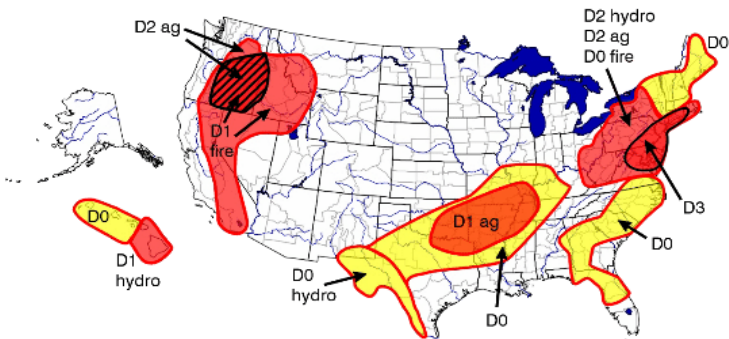 D2 ag
D2 hydro
D2 ag
D0 fire
D0
D1
fire
D3
D0
D1
hydro
D1 ag
D0
D0
hydro
D0